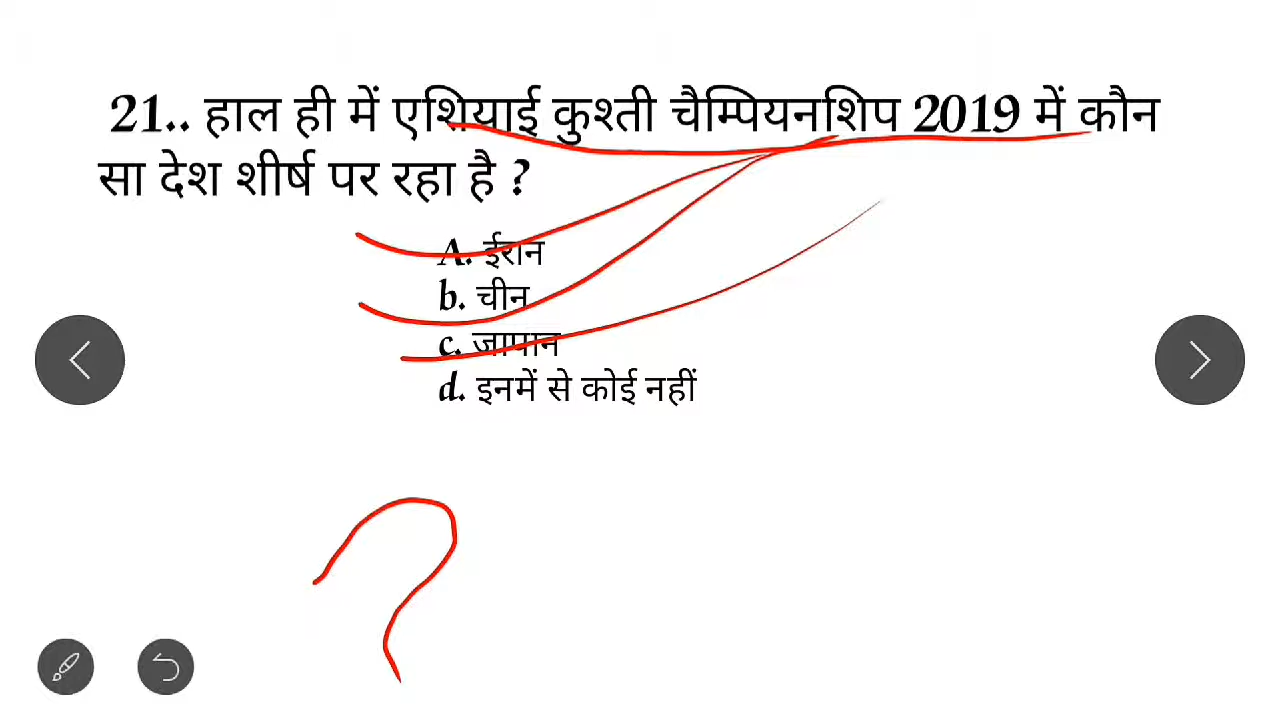 21.. हाल ही में एशियाई कुश्ती चैम्पियनशिप 2019 में कौन
सा देश शीर्ष पर रहा है ?
A. ईरान
b. चीन
c. जापान
d. इनमें से कोई नहीं
?